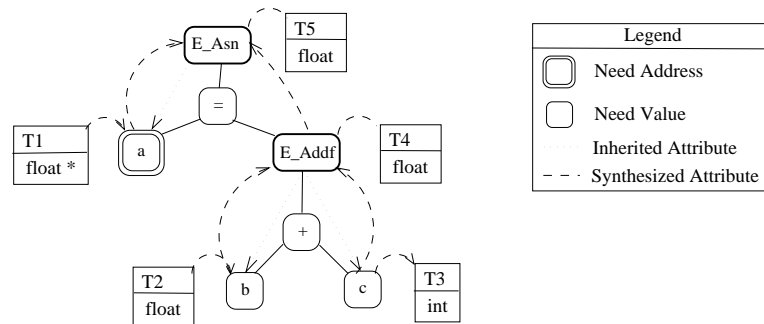 E_Asn
T5
float
=
T1
float *
a
E_Addf
T4
float
+
T2
float
b
c
T3
int
Legend
Need Address
Need Value
Inherited Attribute
Synthesized Attribute